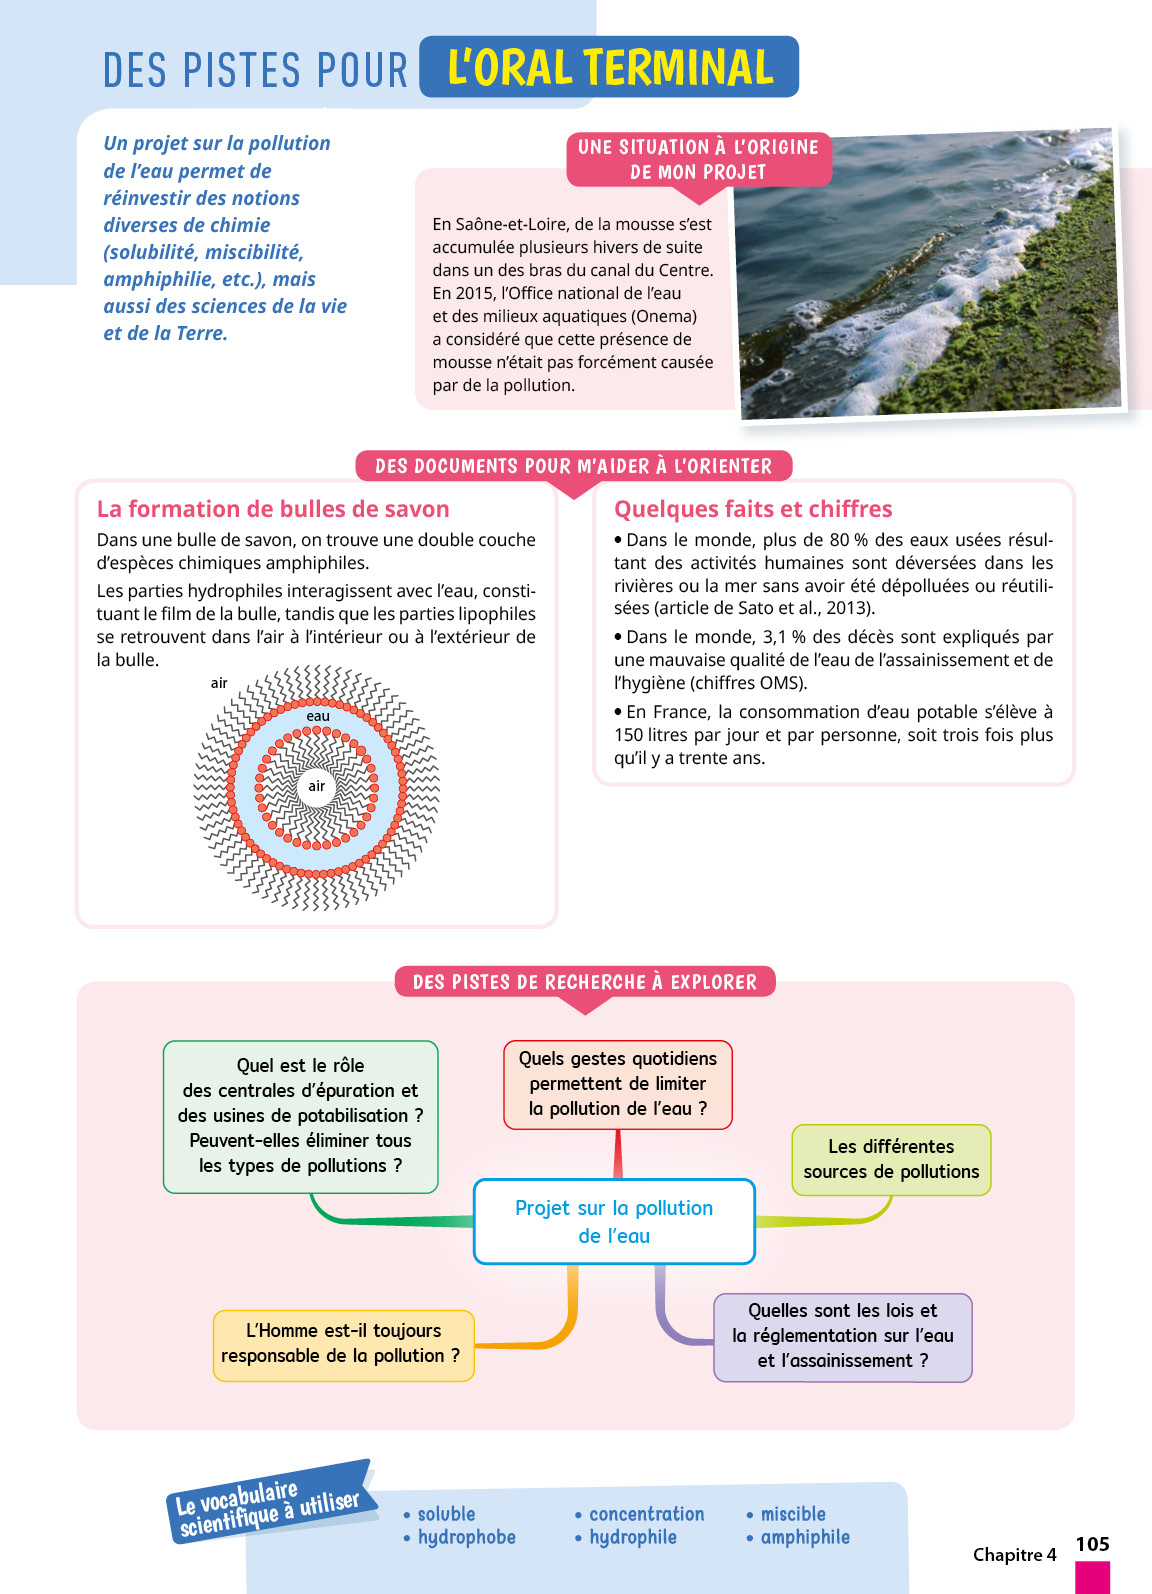 DES PISTES POUR L'ORAL TERMINAL
Un projet sur la pollution
de l'eau permet de
réinvestir des notions
diverses de chimie
(solubilité, miscibilité,
amphiphilie, etc.), mais
aussi des sciences de la vie
et de la Terre.
UNE SITUATION À L'ORIGINE
DE MON PROJET
En Saône-et-Loire, de la mousse s'est
accumulée plusieurs hivers de suite
dans un des bras du canal du Centre.
En 2015, l'Office national de l'eau
et des milieux aquatiques (Onema)
a considéré que cette présence de
mousse n'était pas forcément causée
par de la pollution.
DES DOCUMENTS POUR M'AIDER À L'ORIENTER
La formation de bulles de savon
Dans une bulle de savon, on trouve une double couche
d'espèces chimiques amphiphiles.
Les parties hydrophiles interagissent avec l'eau, consti-
tuant le film de la bulle, tandis que les parties lipophiles
se retrouvent dans l'air à l'intérieur ou à l'extérieur de
la bulle.
air
eau
air
Quelques faits et chiffres
• Dans le monde, plus de 80 % des eaux usées résul-
tant des activités humaines sont déversées dans les
rivières ou la mer sans avoir été dépolluées ou réutili-
sées (article de Sato et al., 2013).
• Dans le monde, 3,1 % des décès sont expliqués par
une mauvaise qualité de l'eau de l'assainissement et de
l'hygiène (chiffres OMS).
• En France, la consommation d'eau potable s'élève à
150 litres par jour et par personne, soit trois fois plus
qu'il y a trente ans.
DES PISTES DE RECHERCHE À EXPLORER
Quel est le rôle
des centrales d'épuration et
des usines de potabilisation ?
Peuvent-elles éliminer tous
les types de pollutions ?
Quels gestes quotidiens
permettent de limiter
la pollution de l'eau ?
Les différentes
sources de pollutions
Projet sur la pollution
de l'eau
L'Homme est-il toujours
responsable de la pollution ?
Quelles sont les lois et
la réglementation sur l'eau
et l'assainissement ?
Le vocabulaire
scientifique à utiliser
• soluble
• hydrophobe
• concentration
• hydrophile
• miscible
• amphiphile
Chapitre 4
105